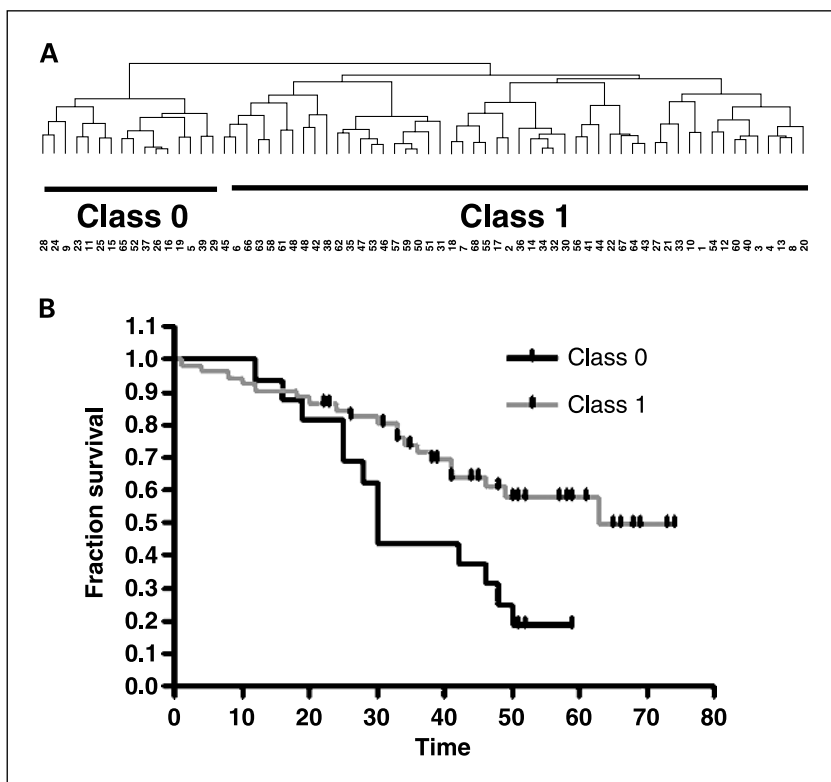 A
Class 0 Class 1
28 24 9 23 11 25 15 65 52 37 26 16 19 5 39 29 45 6 66 63 58 61 48 48 42 38 62 35 47 53 46 57 59 50 51 31 18 7 68 55 17 2 36 14 34 32 30 56 41 44 22 67 64 43 27 21 33 10 1 54 12 60 40 3 4 13 8 20
B
1.1
1.0
0.9
0.8
0.7
0.6
0.5
0.4
0.3
0.2
0.1
0.0
Fraction survival
Class 0
Class 1
0 10 20 30 40 50 60 70 80
Time